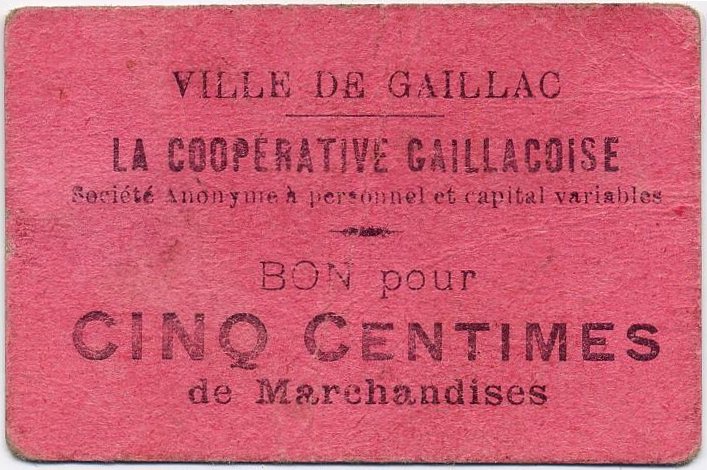 VILLE DE GAILLAC
LA COOPÉRATIVE GAILLACOISE
Société Anonyme à personnel et capital variables
BON pour
CINQ CENTIMES
de Marchandises